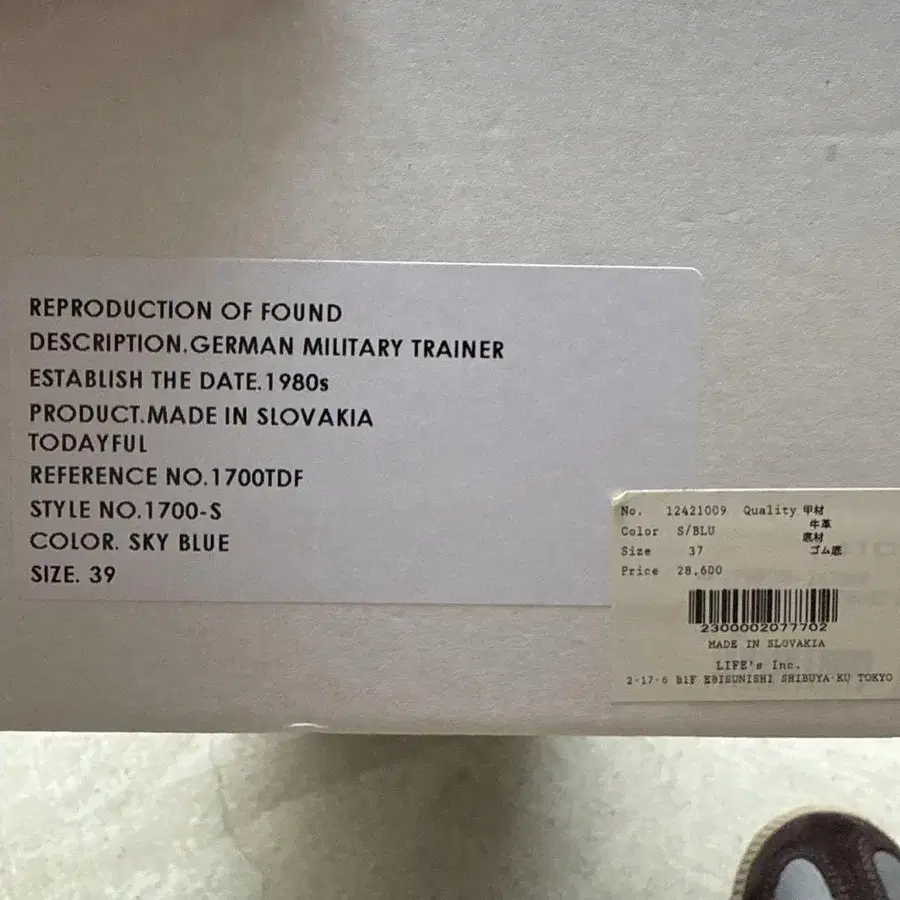 REPRODUCTION OF FOUND
DESCRIPTION.GERMAN MILITARY TRAINER
ESTABLISH THE DATE.1980s
PRODUCT.MADE IN SLOVAKIA
TODAYFUL
REFERENCE NO.1700TDF
STYLE NO.1700-S
COLOR. SKY BLUE
SIZE. 39
No. 12421009 Quality 甲材
Color S/BLU 牛革
底材
Size 37 ゴム底
Price 28,600
2300002077702
MADE IN SLOVAKIA
LIFE's Inc.
2-17-6 B1F EBISUNISHI SHIBUYA-KU TOKYO